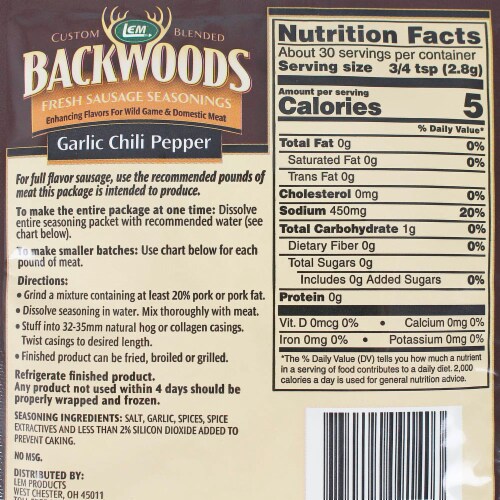 LEM
CUSTOM BLENDED
BACKWOODS
FRESH SAUSAGE SEASONINGS
Enhancing Flavors For Wild Game & Domestic Meat
Garlic Chili Pepper
For full flavor sausage, use the recommended pounds of
meat this package is intended to produce.
To make the entire package at one time: Dissolve
entire seasoning packet with recommended water (see
chart below).
To make smaller batches: Use chart below for each
pound of meat.
Directions:
• Grind a mixture containing at least 20% pork or pork fat.
• Dissolve seasoning in water. Mix thoroughly with meat.
• Stuff into 32-35mm natural hog or collagen casings.
Twist casings to desired length.
• Finished product can be fried, broiled or grilled.
Refrigerate finished product.
Any product not used within 4 days should be
properly wrapped and frozen.
SEASONING INGREDIENTS: SALT, GARLIC, SPICES, SPICE
EXTRACTIVES AND LESS THAN 2% SILICON DIOXIDE ADDED TO
PREVENT CAKING.
NO MSG.
DISTRIBUTED BY:
LEM PRODUCTS
WEST CHESTER, OH 45011
Nutrition Facts
About 30 servings per container
Serving size 3/4 tsp (2.8g)
Amount per serving
Calories 5
% Daily Value*
Total Fat 0g 0%
Saturated Fat 0g 0%
Trans Fat 0g
Cholesterol 0mg 0%
Sodium 450mg 20%
Total Carbohydrate 1g 0%
Dietary Fiber 0g 0%
Total Sugars 0g
Includes 0g Added Sugars 0%
Protein 0g
Vit. D 0mcg 0% • Calcium 0mg 0%
Iron 0mg 0% • Potassium 0mg 0%
*The % Daily Value (DV) tells you how much a nutrient
in a serving of food contributes to a daily diet. 2,000
calories a day is used for general nutrition advice.